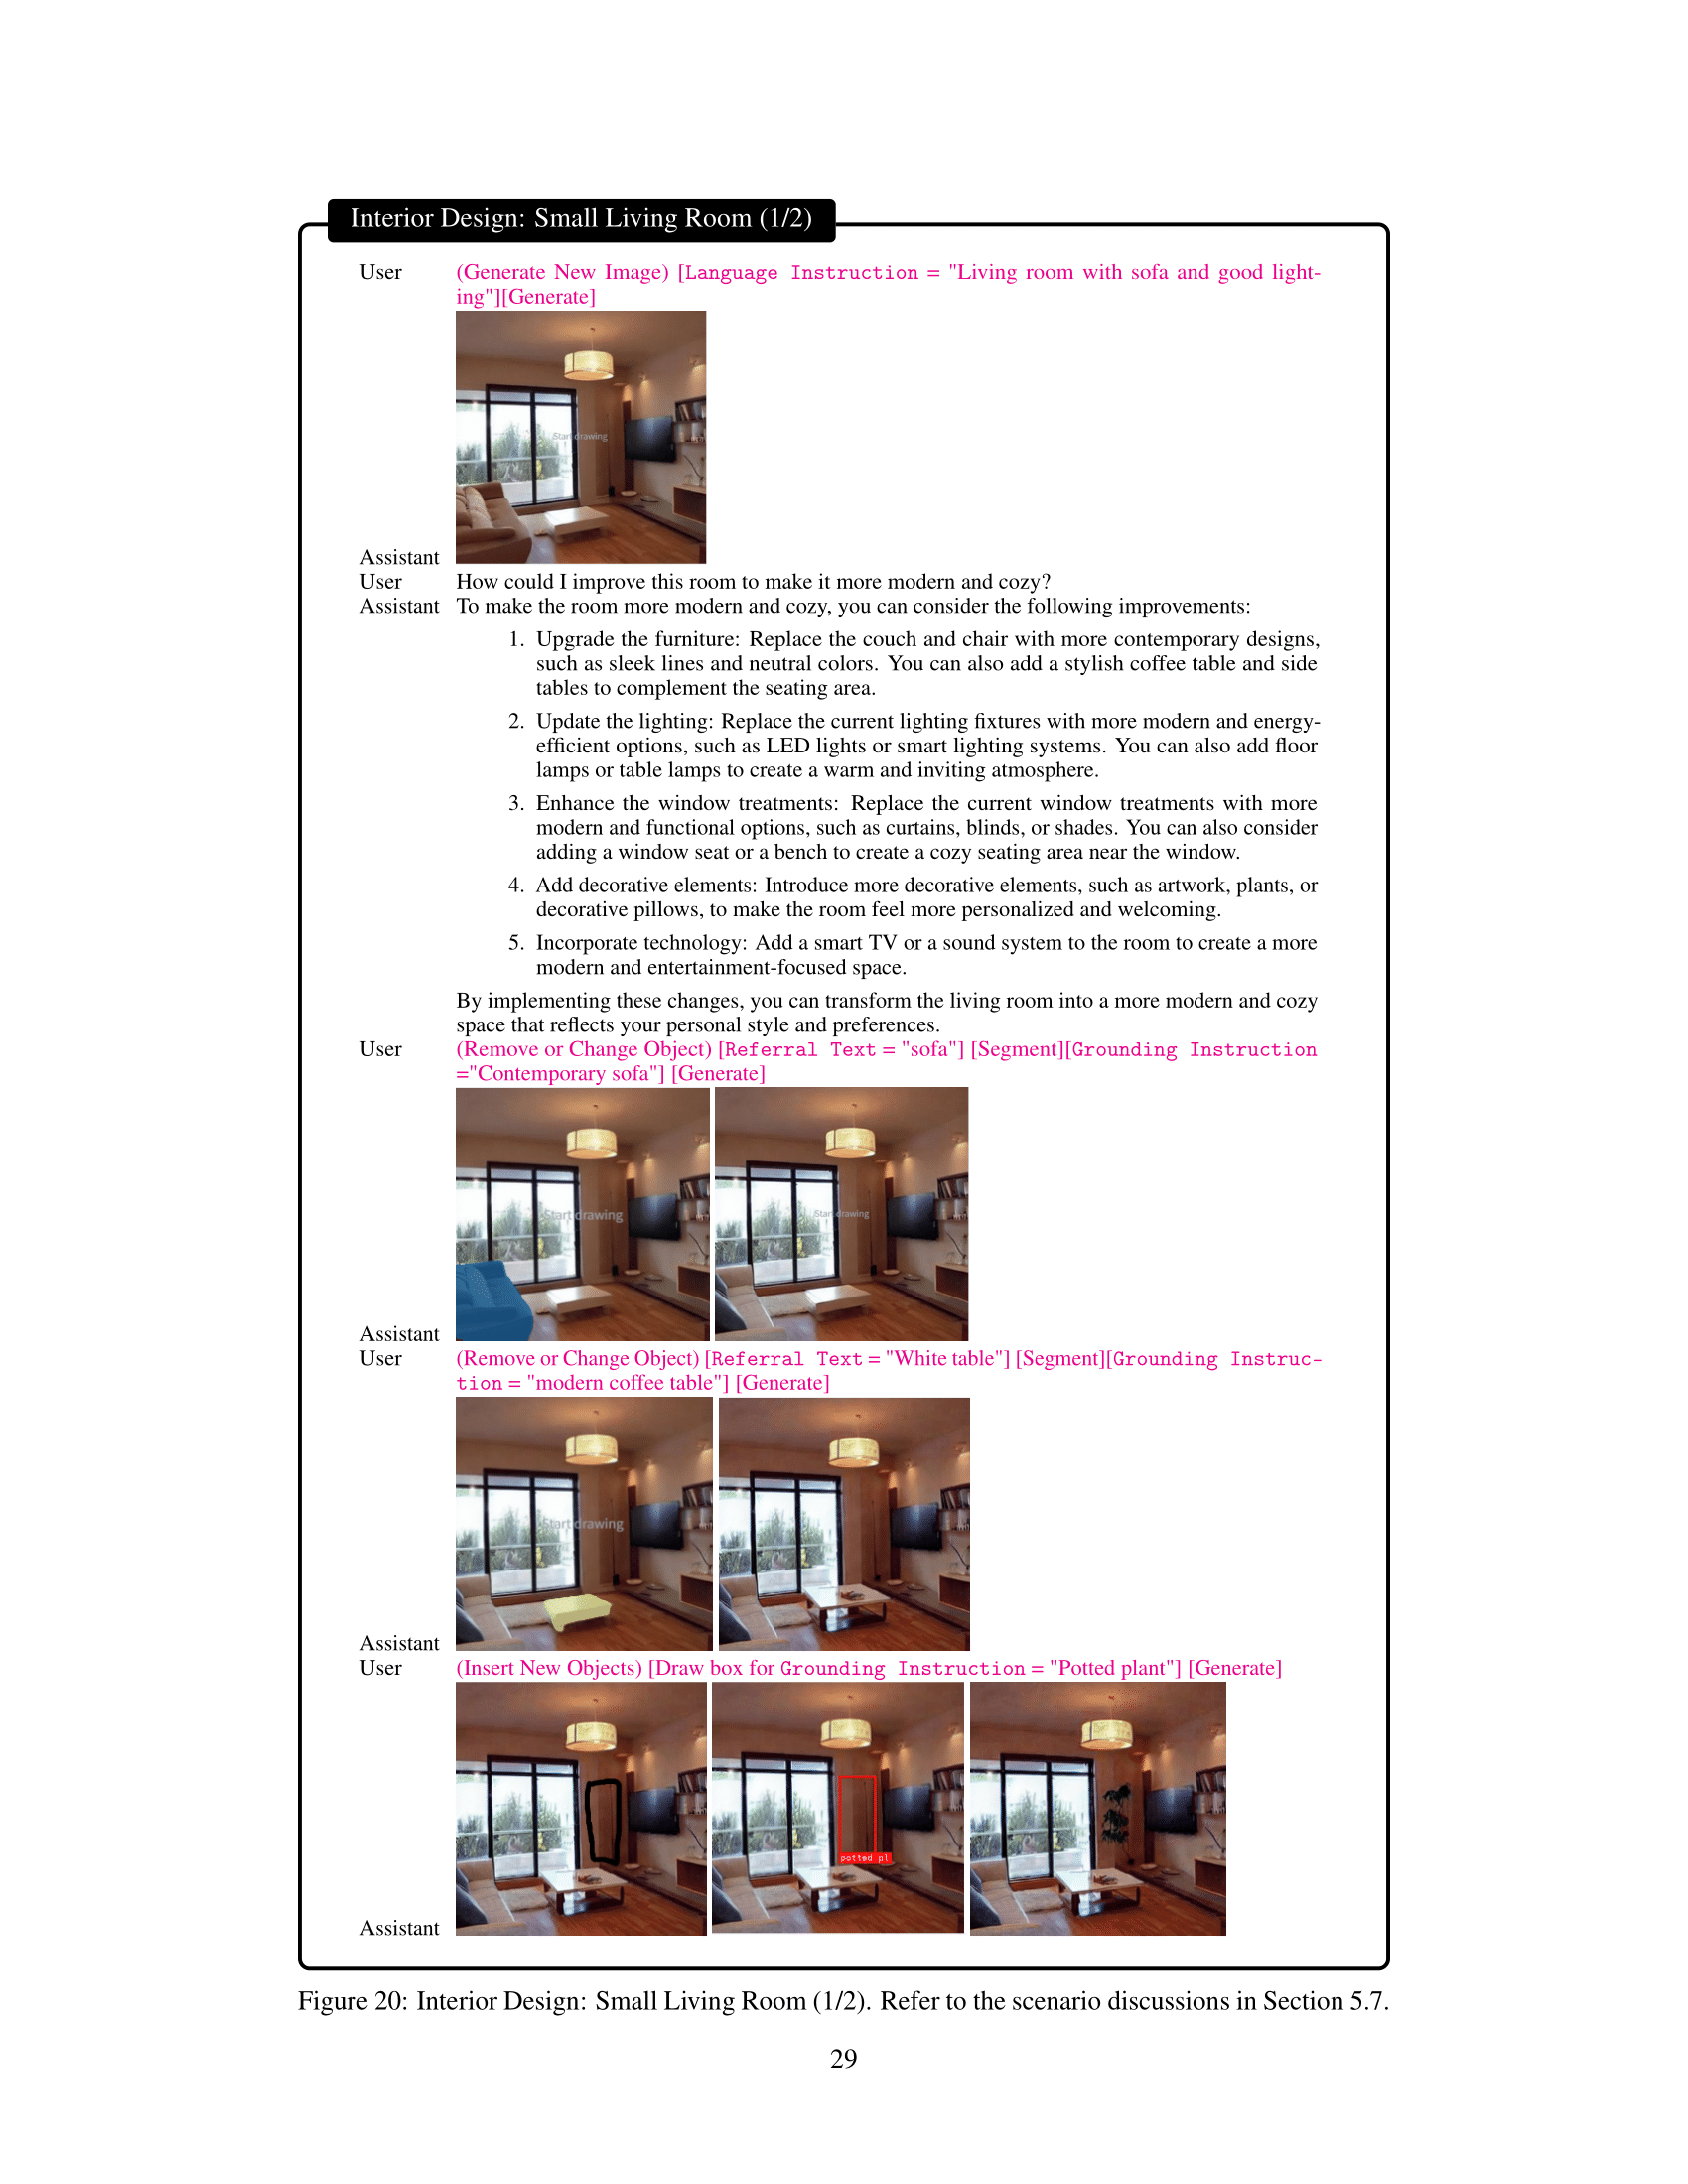 Interior Design: Small Living Room (1/2)
User (Generate New Image) [Language Instruction = "Living room with sofa and good light-
ing"][Generate]
Start drawing
Assistant
User How could I improve this room to make it more modern and cozy?
Assistant To make the room more modern and cozy, you can consider the following improvements:
1. Upgrade the furniture: Replace the couch and chair with more contemporary designs,
such as sleek lines and neutral colors. You can also add a stylish coffee table and side
tables to complement the seating area.
2. Update the lighting: Replace the current lighting fixtures with more modern and energy-
efficient options, such as LED lights or smart lighting systems. You can also add floor
lamps or table lamps to create a warm and inviting atmosphere.
3. Enhance the window treatments: Replace the current window treatments with more
modern and functional options, such as curtains, blinds, or shades. You can also consider
adding a window seat or a bench to create a cozy seating area near the window.
4. Add decorative elements: Introduce more decorative elements, such as artwork, plants, or
decorative pillows, to make the room feel more personalized and welcoming.
5. Incorporate technology: Add a smart TV or a sound system to the room to create a more
modern and entertainment-focused space.
By implementing these changes, you can transform the living room into a more modern and cozy
space that reflects your personal style and preferences.
User (Remove or Change Object) [Referral Text = "sofa"] [Segment][Grounding Instruction
="Contemporary sofa"] [Generate]
Start drawing Start drawing
Assistant
User (Remove or Change Object) [Referral Text = "White table"] [Segment][Grounding Instruc-
tion = "modern coffee table"] [Generate]
Start drawing
Assistant
User (Insert New Objects) [Draw box for Grounding Instruction = "Potted plant"] [Generate]
potted pl
Assistant
Figure 20: Interior Design: Small Living Room (1/2). Refer to the scenario discussions in Section 5.7.
29